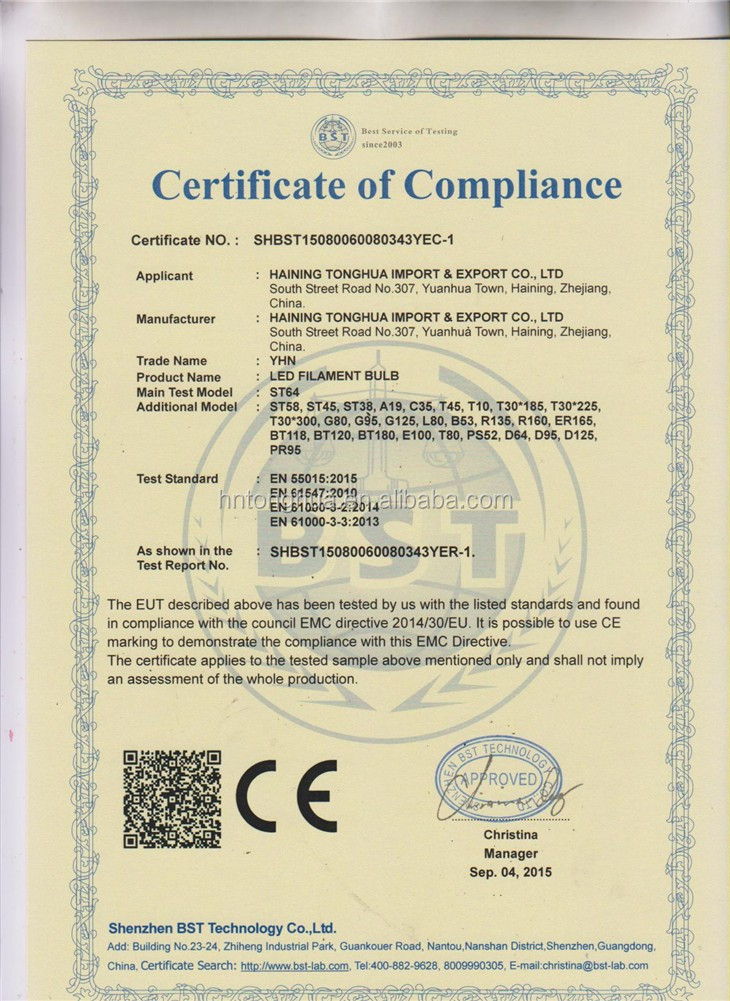 BST
Best Service of Testing
since2003
Certificate of Compliance
Certificate NO. : SHBST15080060080343YEC-1
Applicant : HAINING TONGHUA IMPORT & EXPORT CO., LTD
South Street Road No.307, Yuanhua Town, Haining, Zhejiang,
China.
Manufacturer : HAINING TONGHUA IMPORT & EXPORT CO., LTD
South Street Road No.307, Yuanhua Town, Haining, Zhejiang,
China.
Trade Name : YHN
Product Name : LED FILAMENT BULB
Main Test Model : ST64
Additional Model : ST58, ST45, ST38, A19, C35, T45, T10, T30*185, T30*225,
T30*300, G80, G95, G125, L80, B53, R135, R160, ER165,
BT118, BT120, BT180, E100, T80, PS52, D64, D95, D125,
PR95
Test Standard : EN 55015:2015
EN 61547:2010
hntonghua.en.alibaba.com
EN 61000-3-2:2014
EN 61000-3-3:2013
As shown in the : SHBST15080060080343YER-1.
Test Report No.
BST
The EUT described above has been tested by us with the listed standards and found
in compliance with the council EMC directive 2014/30/EU. It is possible to use CE
marking to demonstrate the compliance with this EMC Directive.
The certificate applies to the tested sample above mentioned only and shall not imply
an assessment of the whole production.
CE
APPROVED
Christina
Manager
Sep. 04, 2015
Shenzhen BST Technology Co.,Ltd.
Add: Building No.23-24, Zhiheng Industrial Park, Guankouer Road, Nantou,Nanshan District,Shenzhen,Guangdong,
China, Certificate Search: http://www.bst-lab.com, Tel:400-882-9628, 8009990305, E-mail:christina@bst-lab.com